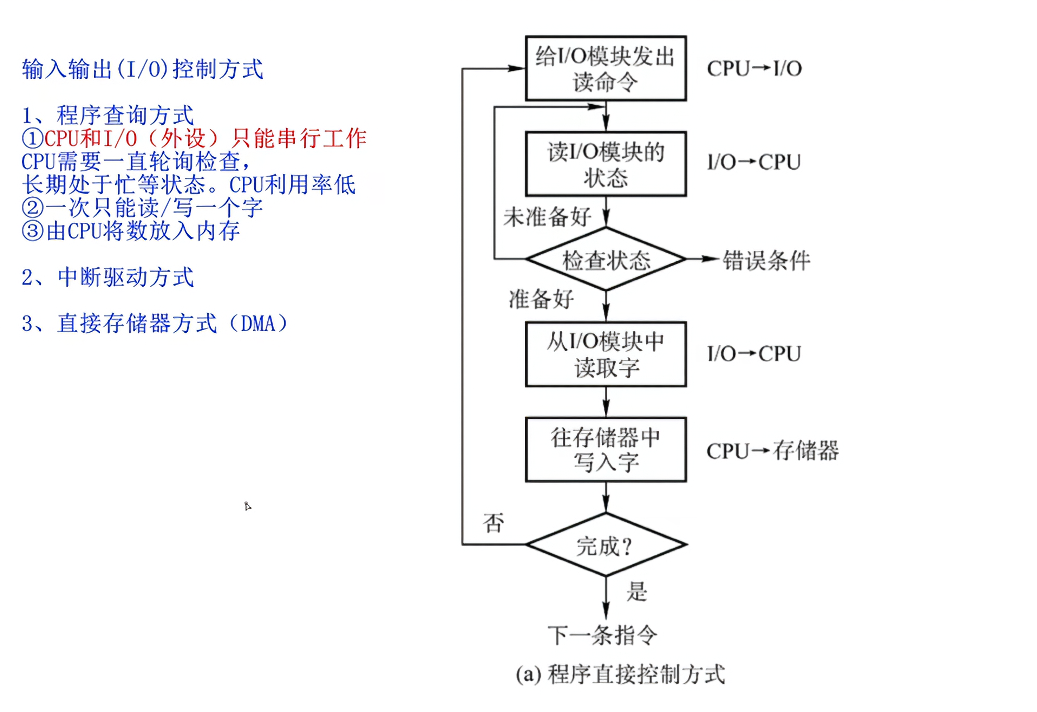 输入输出(I/O)控制方式
1、程序查询方式
①CPU和I/O（外设）只能串行工作
CPU需要一直轮询检查，
长期处于忙等状态。CPU利用率低
②一次只能读/写一个字
③由CPU将数放入内存
2、中断驱动方式
3、直接存储器方式（DMA）
给I/O模块发出
读命令
CPU→I/O
读I/O模块的
状态
I/O→CPU
未准备好
检查状态
错误条件
准备好
从I/O模块中
读取字
I/O→CPU
往存储器中
写入字
CPU→存储器
否
完成？
是
下一条指令
(a) 程序直接控制方式